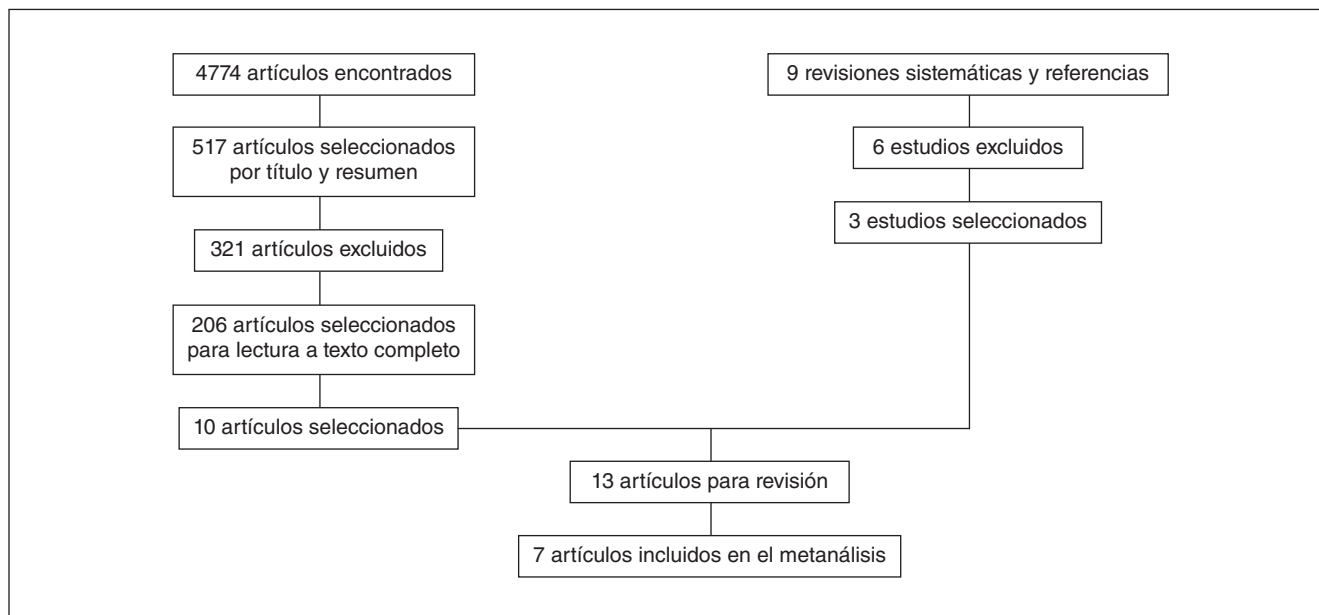 4774 artículos encontrados
517 artículos seleccionados
por título y resumen
321 artículos excluidos
206 artículos seleccionados
para lectura a texto completo
10 artículos seleccionados
9 revisiones sistemáticas y referencias
6 estudios excluidos
3 estudios seleccionados
13 artículos para revisión
7 artículos incluidos en el metanálisis